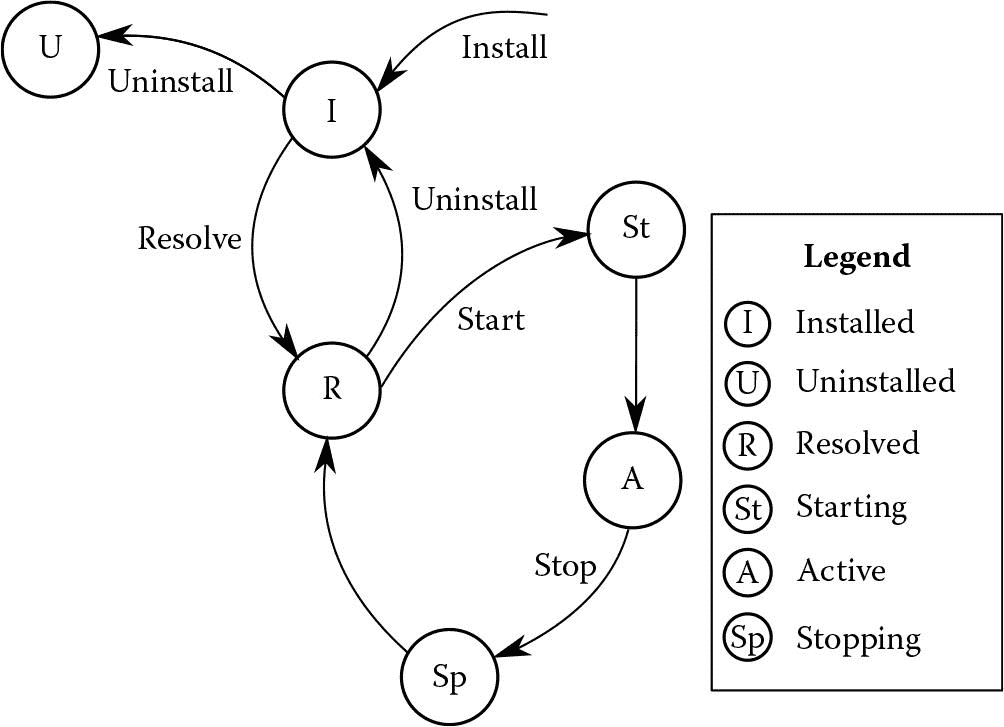 U
Install
Uninstall
I
Uninstall
Resolve
St
Start
R
A
Stop
Sp
Legend
I Installed
U Uninstalled
R Resolved
St Starting
A Active
Sp Stopping